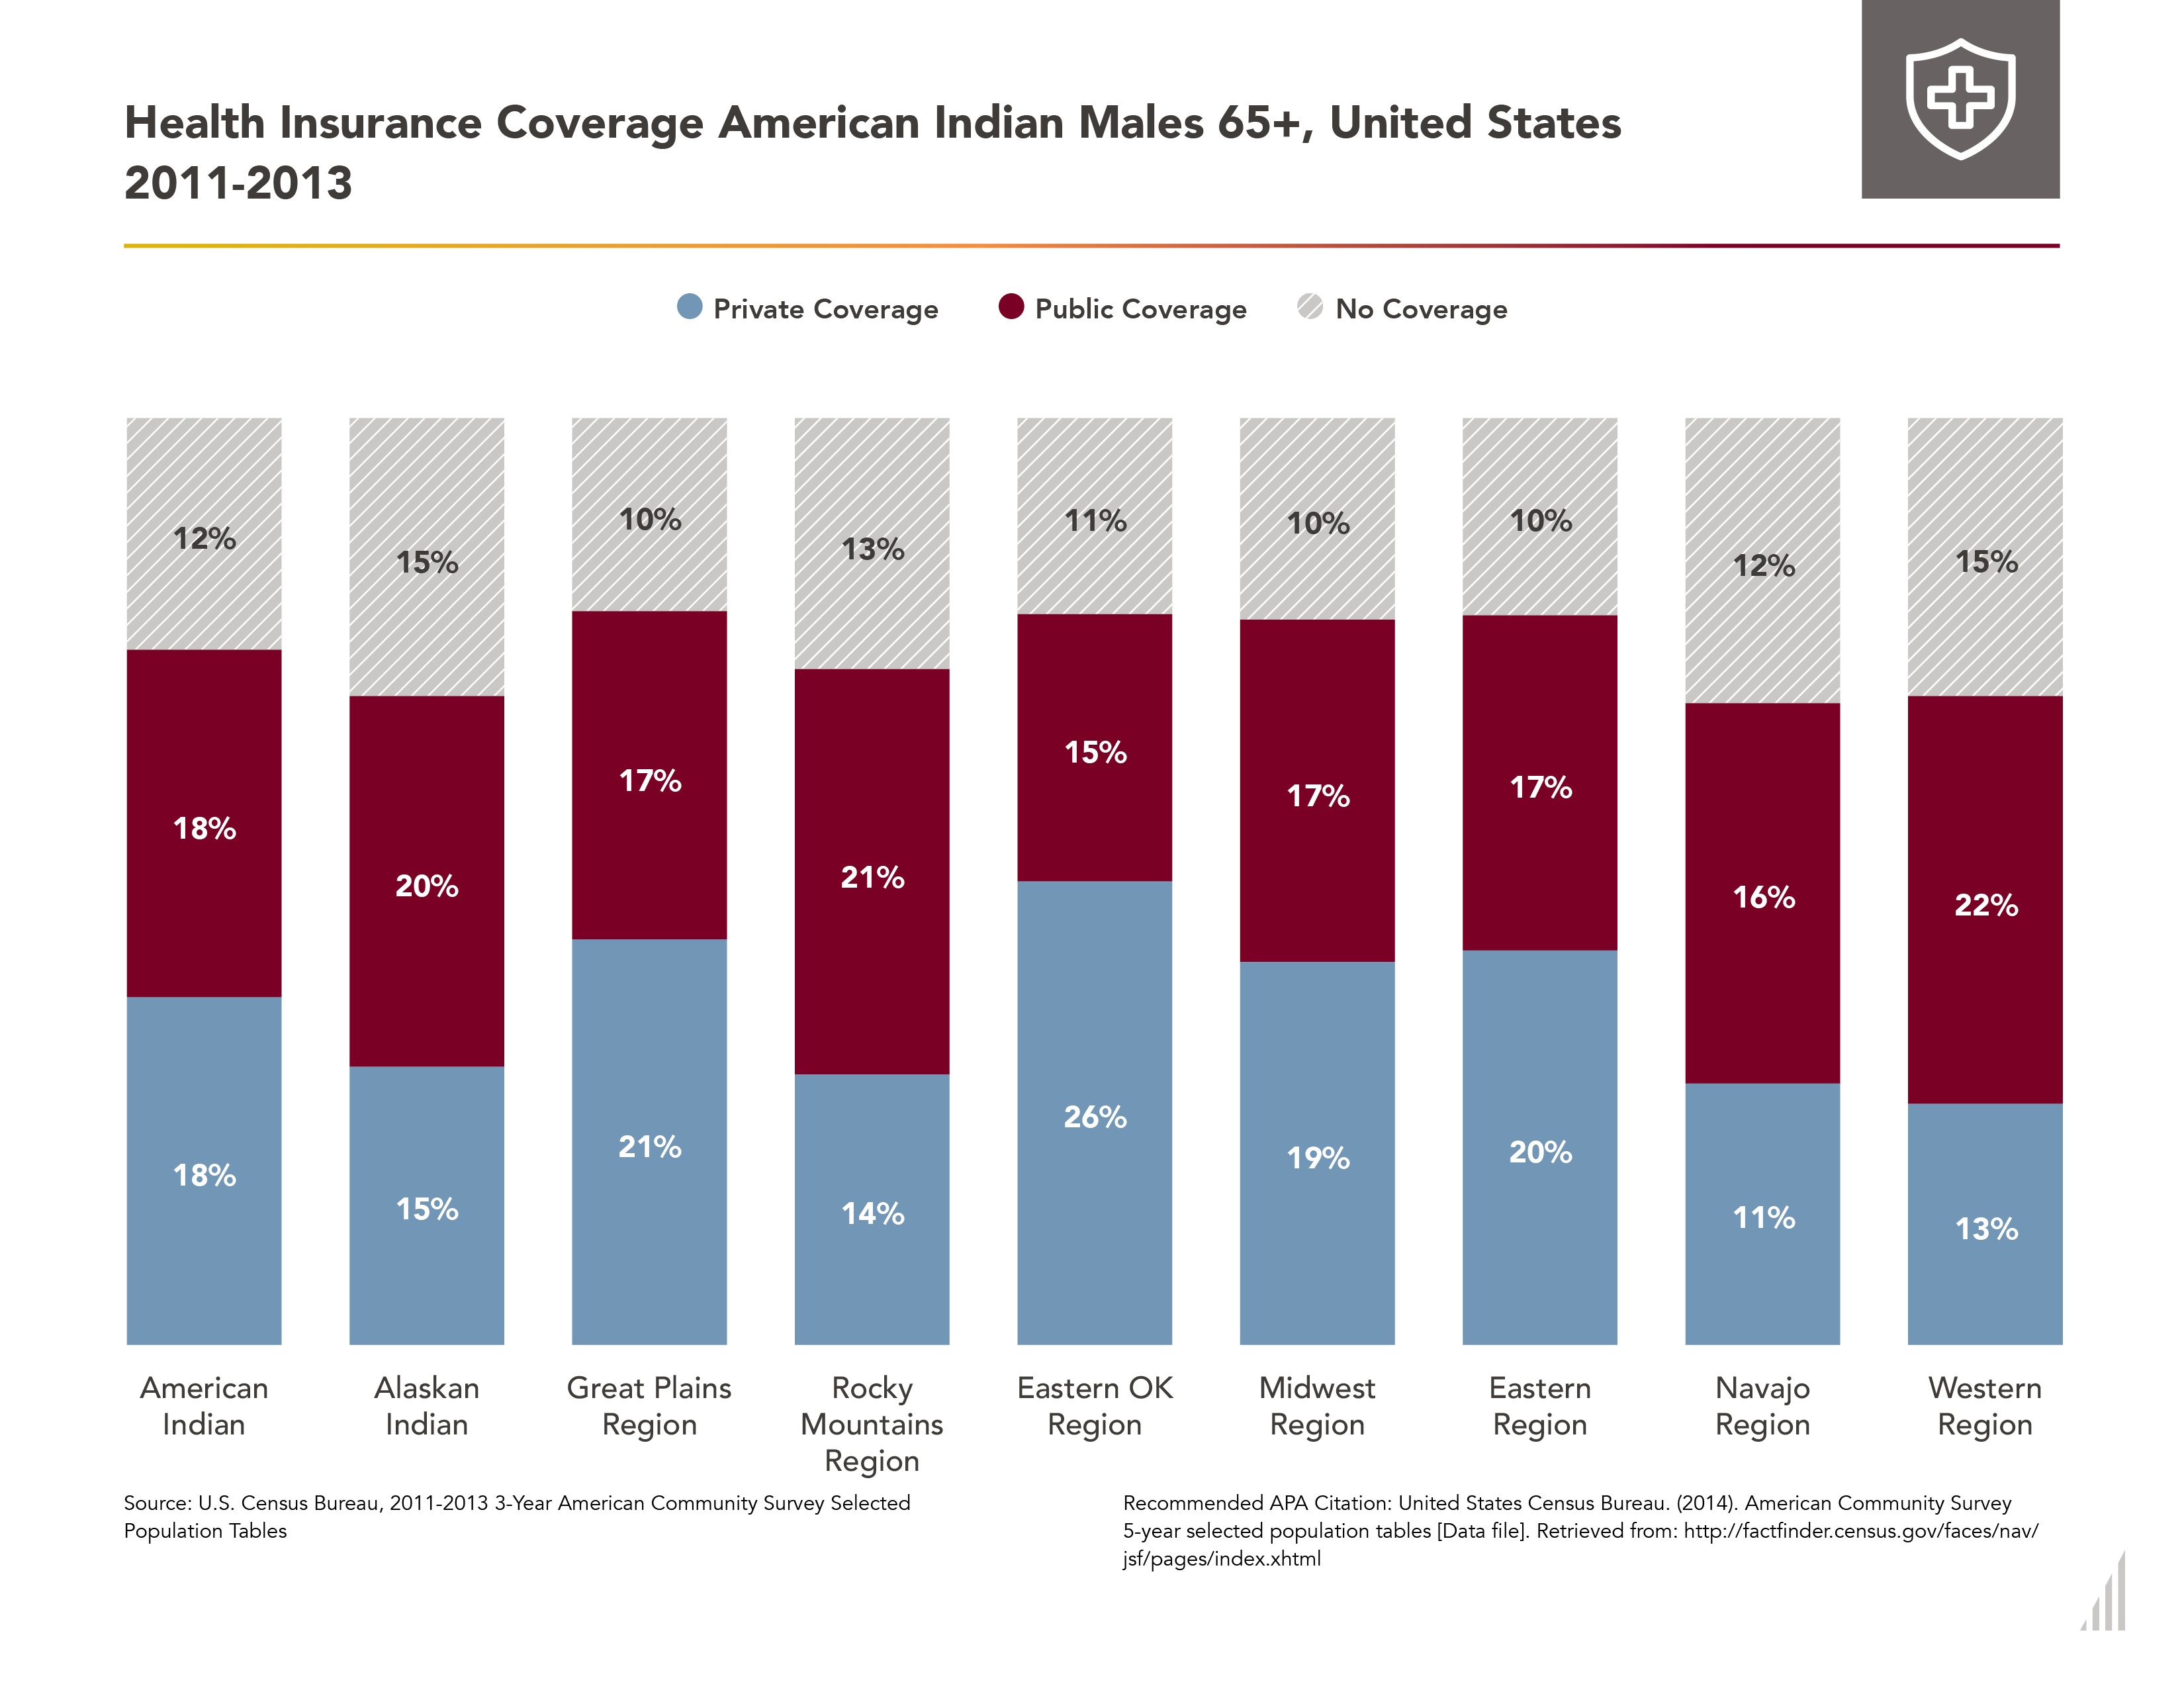 Health Insurance Coverage American Indian Males 65+, United States
2011-2013
Private Coverage
Public Coverage
No Coverage
12%
15%
10%
13%
11%
10%
10%
12%
15%
18%
20%
17%
21%
15%
17%
17%
16%
22%
18%
15%
21%
14%
26%
19%
20%
11%
13%
American
Indian
Alaskan
Indian
Great Plains
Region
Rocky
Mountains
Region
Eastern OK
Region
Midwest
Region
Eastern
Region
Navajo
Region
Western
Region
Source: U.S. Census Bureau, 2011-2013 3-Year American Community Survey Selected
Population Tables
Recommended APA Citation: United States Census Bureau. (2014). American Community Survey
5-year selected population tables [Data file]. Retrieved from: http://factfinder.census.gov/faces/nav/
jsf/pages/index.xhtml